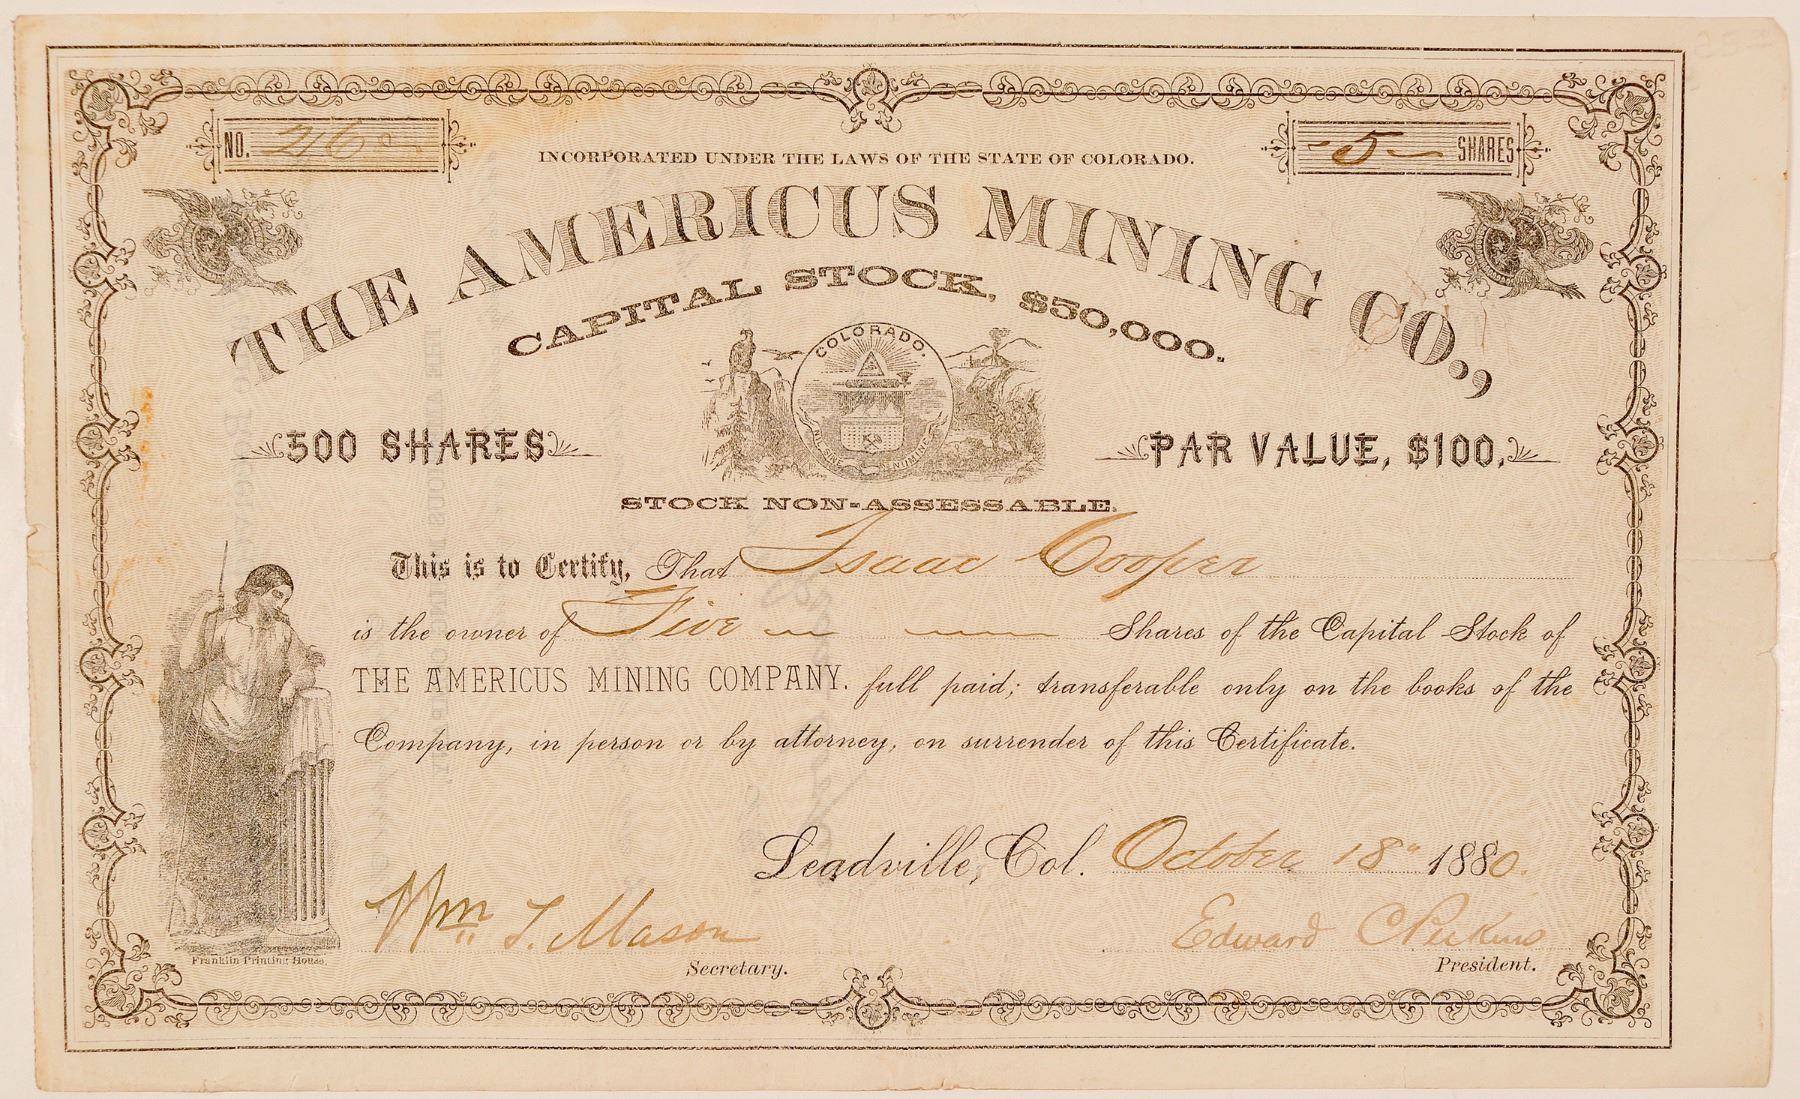 NO. 26
5 SHARES
INCORPORATED UNDER THE LAWS OF THE STATE OF COLORADO.
THE AMERICUS MINING CO.,
CAPITAL STOCK, $50,000.
COLORADO.
500 SHARES
PAR VALUE, $100.
STOCK NON-ASSESSABLE.
This is to Certify, That Isaac Cooper
is the owner of Five Shares of the Capital Stock of
THE AMERICUS MINING COMPANY. full paid; transferable only on the books of the
Company, in person or by attorney, on surrender of this Certificate.
Leadville, Col. October 18" 1880.
Wm T. Mason
Edward C Perkins
Secretary.
President.
Franklin Printing House.